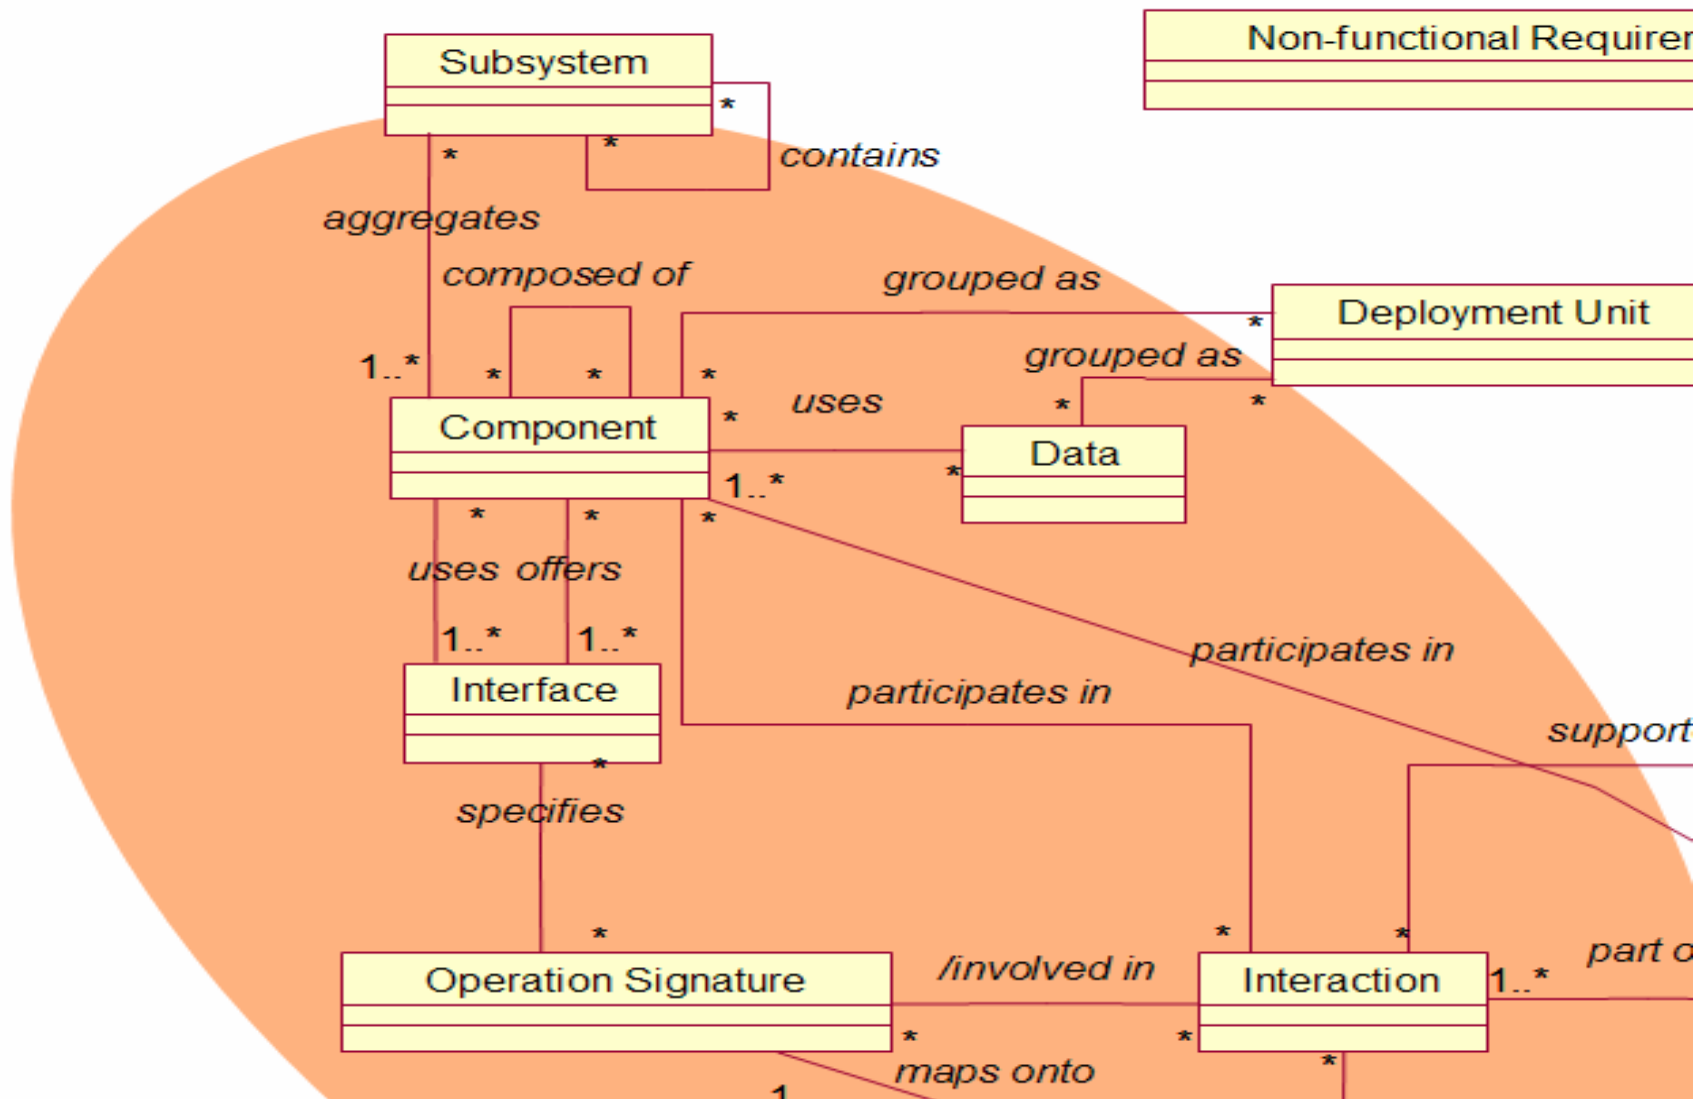 Subsystem
Non-functional Requirer
*
*
*
contains
aggregates
composed of
grouped as
Deployment Unit
*
grouped as
1..*
*
*
*
uses
*
*
*
Component
Data
*
1..*
*
*
*
uses
offers
1..*
1..*
participates in
Interface
participates in
support
*
specifies
*
*
*
/involved in
part o
Operation Signature
Interaction
1..*
*
*
*
maps onto
1